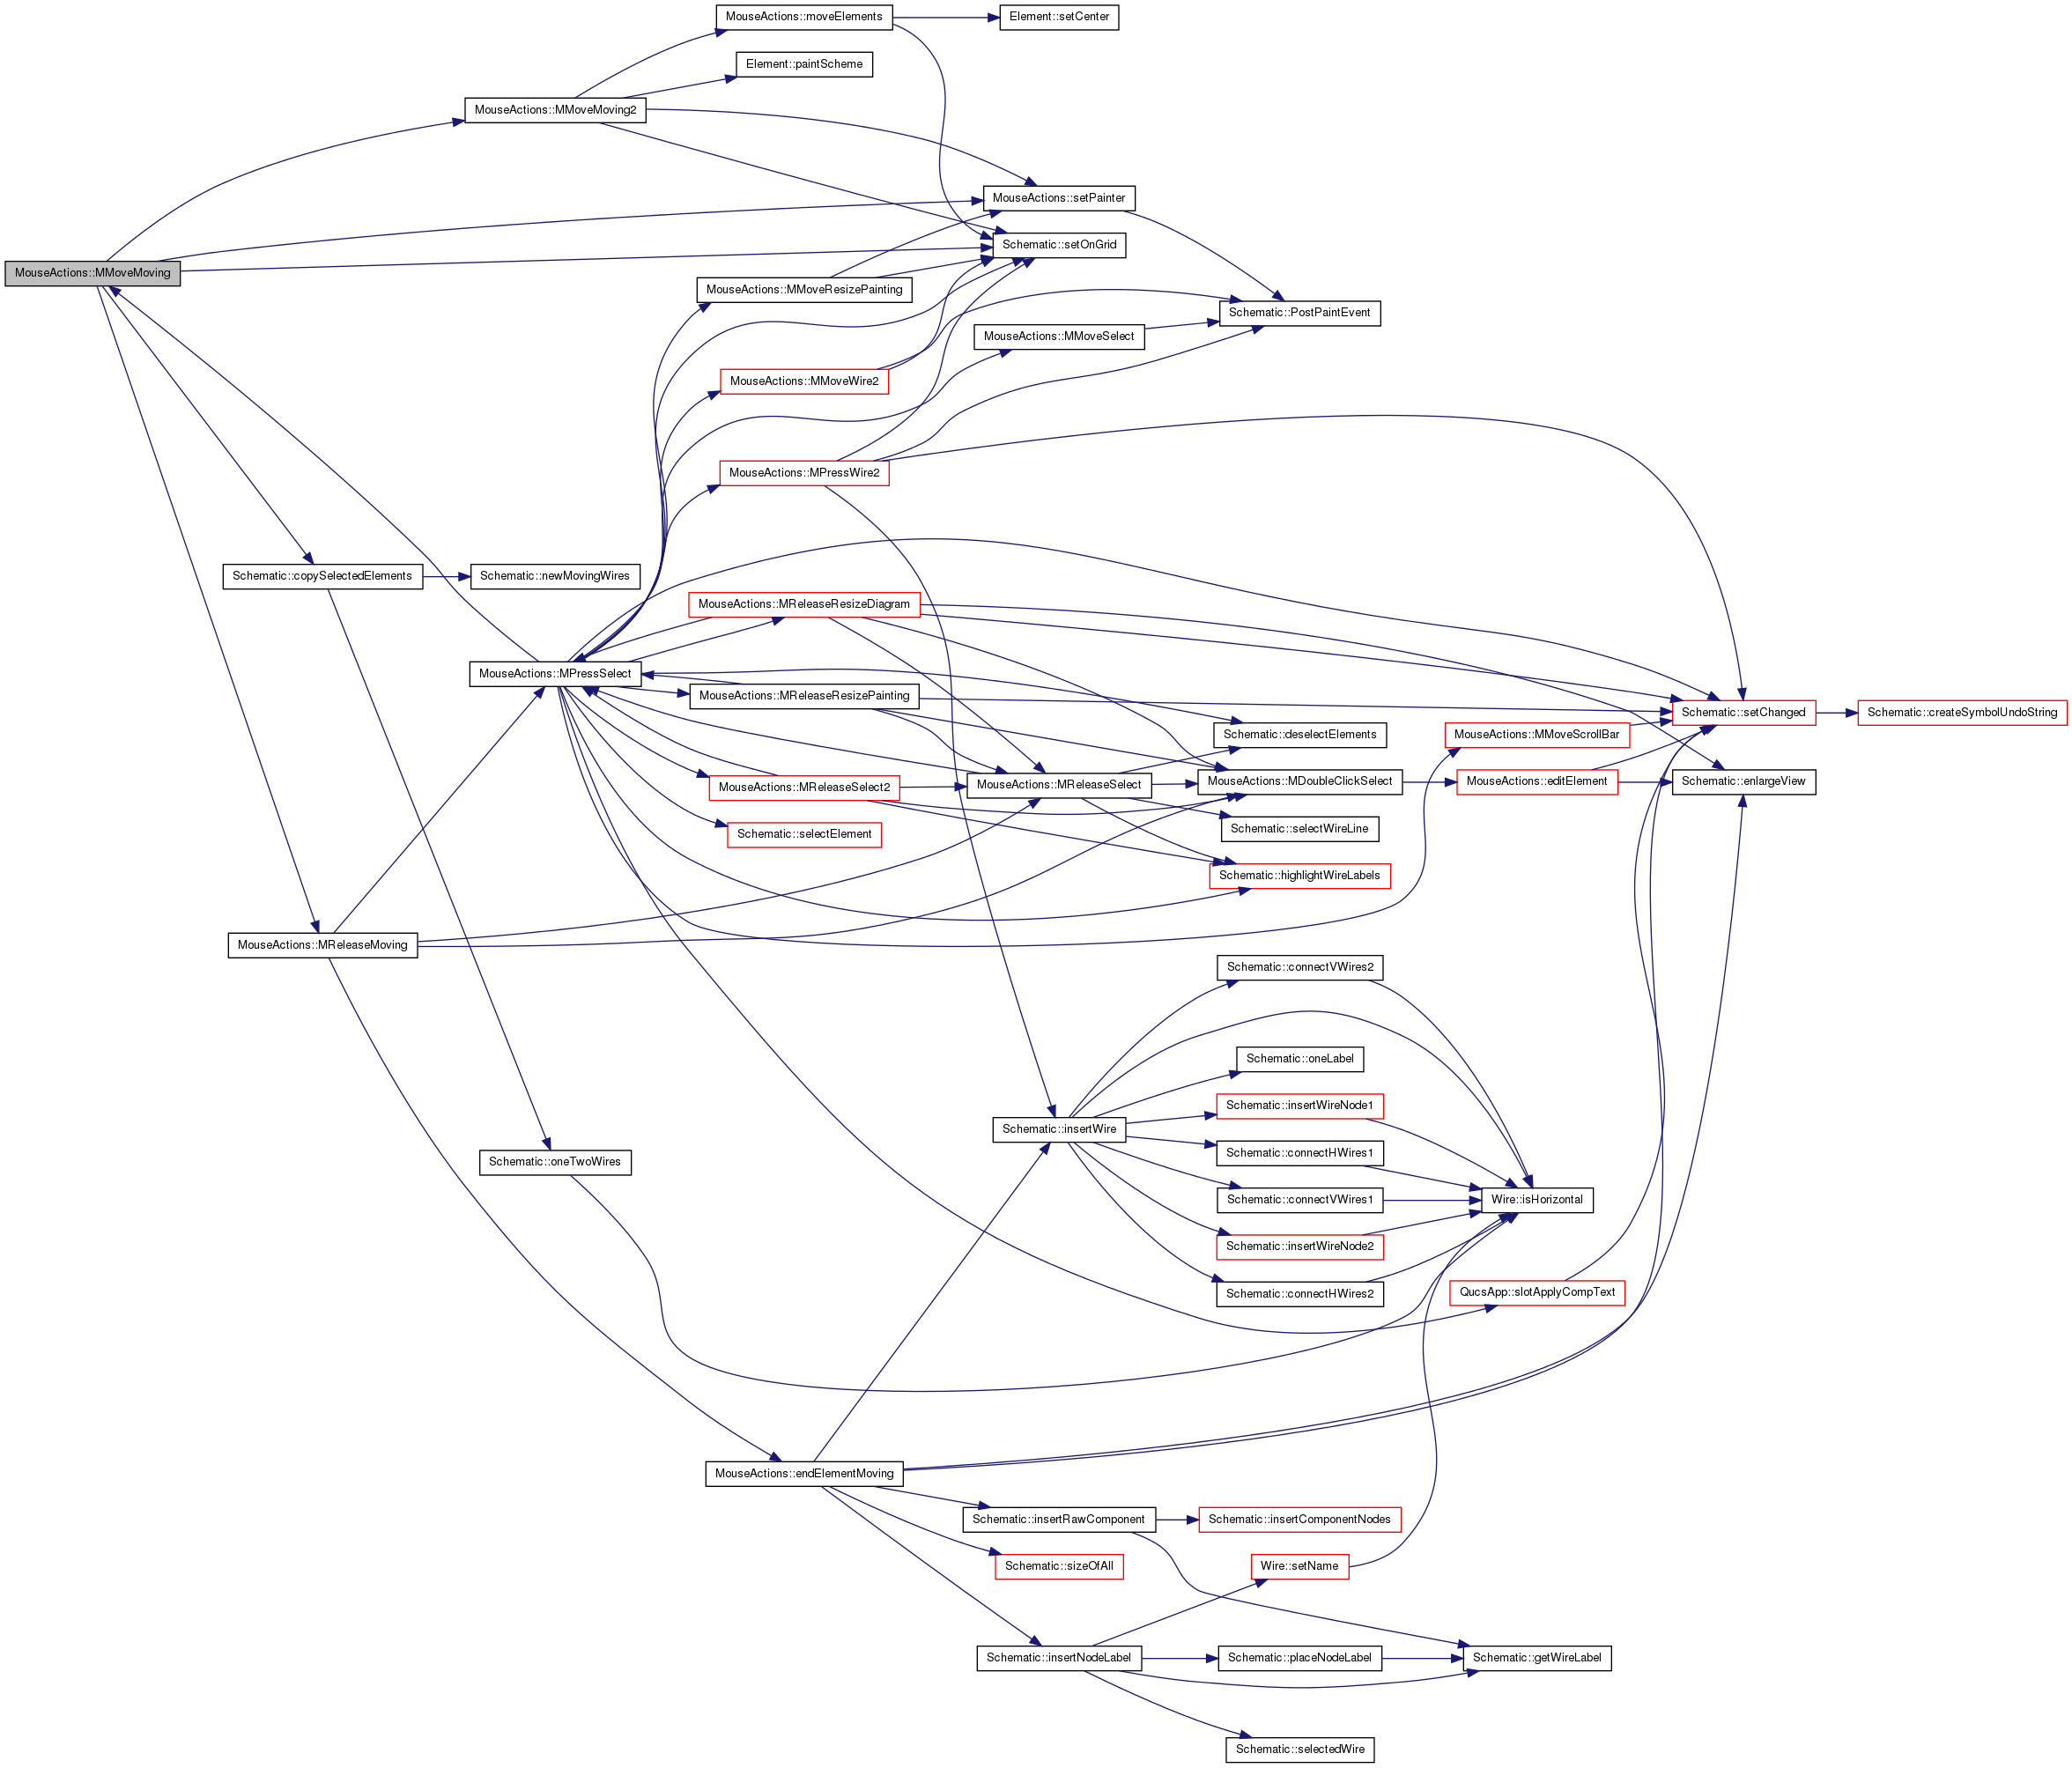 MouseActions::moveElements
Element::setCenter
Element::paintScheme
MouseActions::MMoveMoving2
MouseActions::setPainter
Schematic::setOnGrid
MouseActions::MMoveMoving
MouseActions::MMoveResizePainting
Schematic::PostPaintEvent
MouseActions::MMoveSelect
MouseActions::MMoveWire2
MouseActions::MPressWire2
Schematic::copySelectedElements
Schematic::newMovingWires
MouseActions::MReleaseResizeDiagram
MouseActions::MPressSelect
MouseActions::MReleaseResizePainting
Schematic::setChanged
Schematic::createSymbolUndoString
Schematic::deselectElements
MouseActions::MMoveScrollBar
MouseActions::MReleaseSelect2
MouseActions::MReleaseSelect
MouseActions::MDoubleClickSelect
MouseActions::editElement
Schematic::enlargeView
Schematic::selectElement
Schematic::selectWireLine
Schematic::highlightWireLabels
MouseActions::MReleaseMoving
Schematic::connectVWires2
Schematic::oneLabel
Schematic::insertWireNode1
Schematic::insertWire
Schematic::connectHWires1
Schematic::oneTwoWires
Schematic::connectVWires1
Wire::isHorizontal
Schematic::insertWireNode2
Schematic::connectHWires2
QucsApp::slotApplyCompText
MouseActions::endElementMoving
Schematic::insertRawComponent
Schematic::insertComponentNodes
Schematic::sizeOfAll
Wire::setName
Schematic::insertNodeLabel
Schematic::placeNodeLabel
Schematic::getWireLabel
Schematic::selectedWire